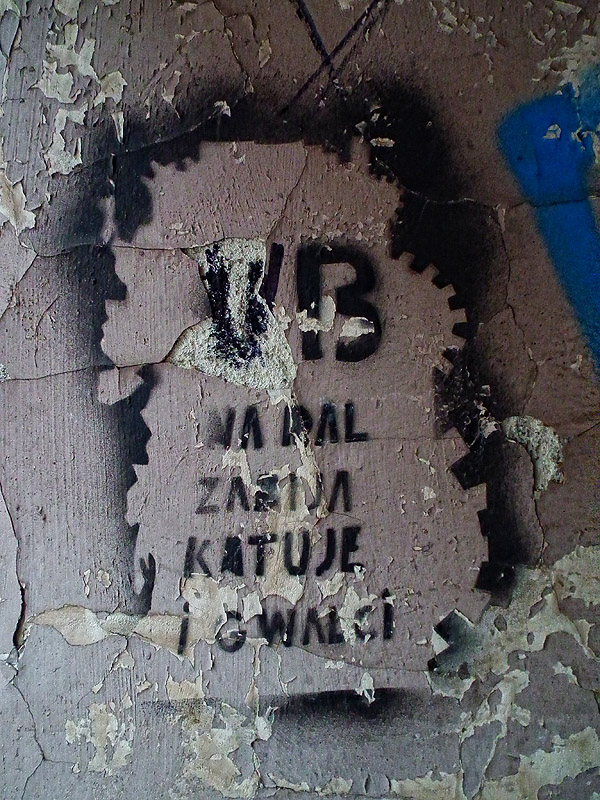 UB
NADAL
ZABIJA
KATUJE
i GWAŁCi